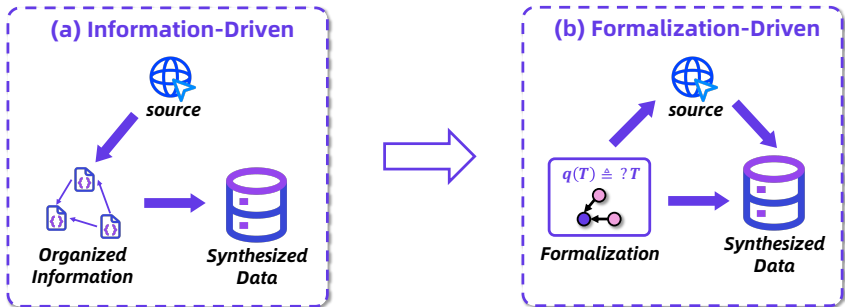 (a) Information-Driven
source
Organized
Information
Synthesized
Data
(b) Formalization-Driven
source
q(T) ≜ ?T
Formalization
Synthesized
Data